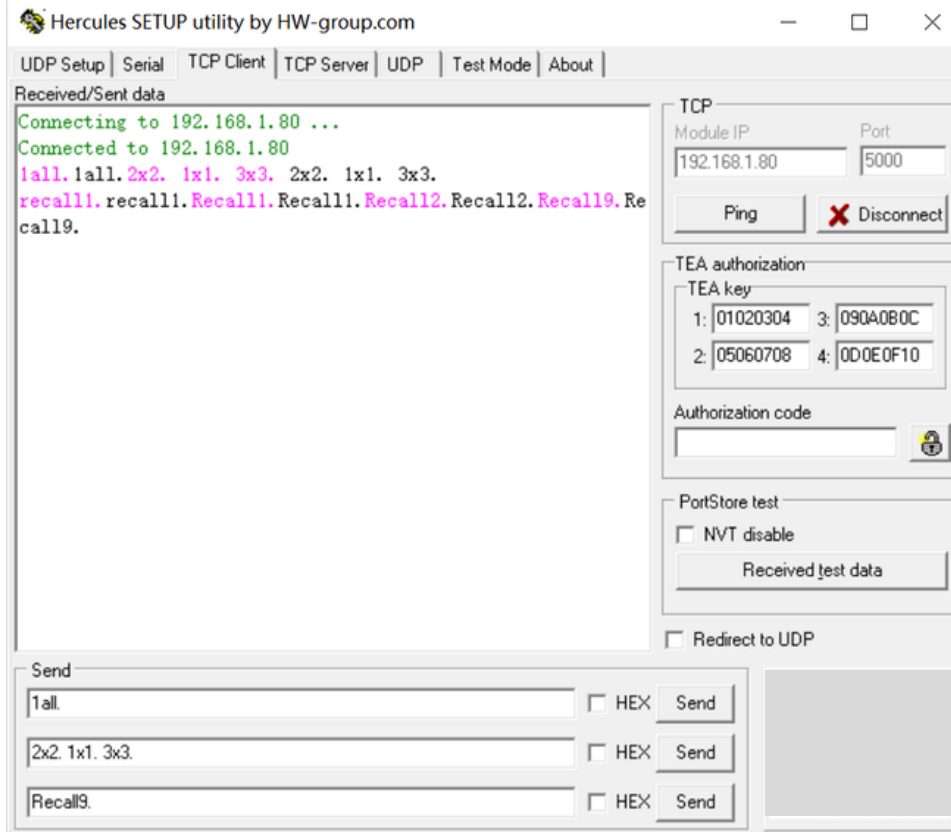 Hercules SETUP utility by HW-group.com
UDP Setup Serial TCP Client TCP Server UDP Test Mode About
Received/Sent data
Connecting to 192.168.1.80 ...
Connected to 192.168.1.80
1all.1all.2x2. 1x1. 3x3. 2x2. 1x1. 3x3.
recall1.recall1.Recall1.Recall1.Recall2.Recall2.Recall9.Re
call9.
TCP
Module IP Port
192.168.1.80 5000
Ping Disconnect
TEA authorization
TEA key
1: 01020304 3: 090A0B0C
2: 05060708 4: 0D0E0F10
Authorization code
PortStore test
NVT disable
Received test data
Redirect to UDP
Send
1all. HEX Send
2x2. 1x1. 3x3. HEX Send
Recall9. HEX Send